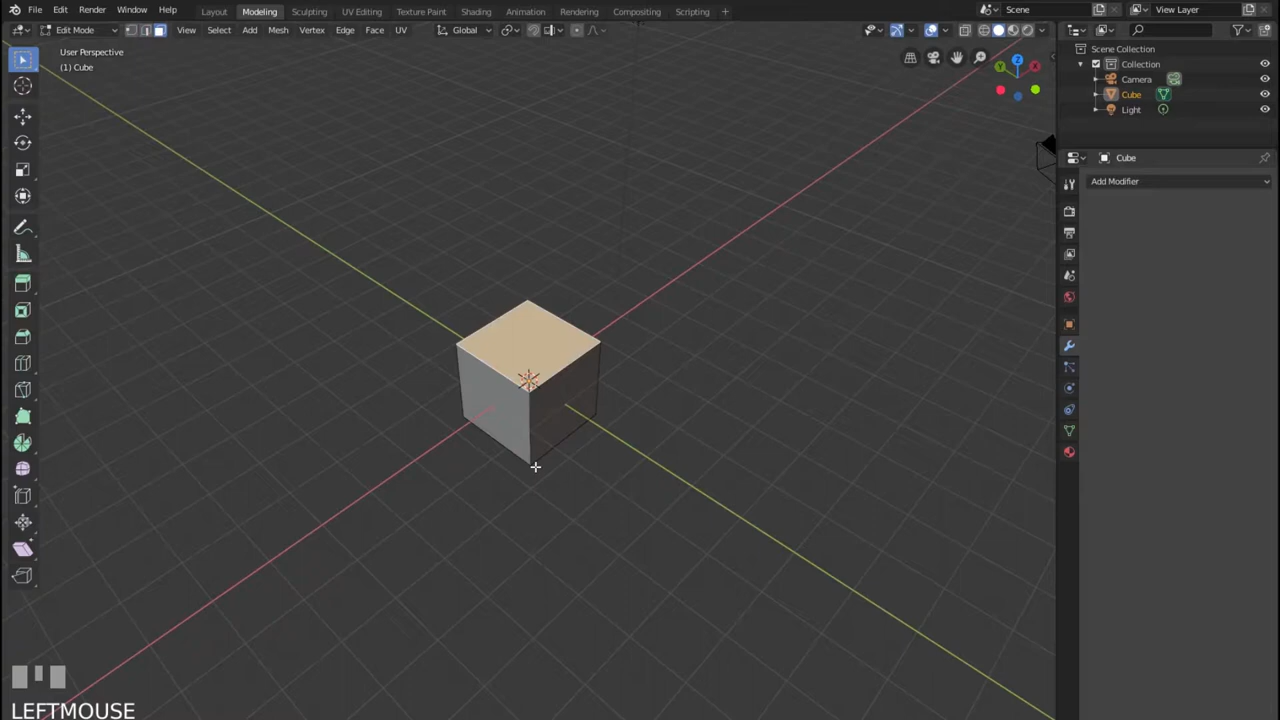 File Edit Render Window Help Layout Modeling Sculpting UV Editing Texture Paint Shading Animation Rendering Compositing Scripting + Scene View Layer
Edit Mode View Select Add Mesh Vertex Edge Face UV Global
User Perspective
(1) Cube
Scene Collection
Collection
Camera
Cube
Light
Cube
Add Modifier
Z
Y
X
LEFTMOUSE